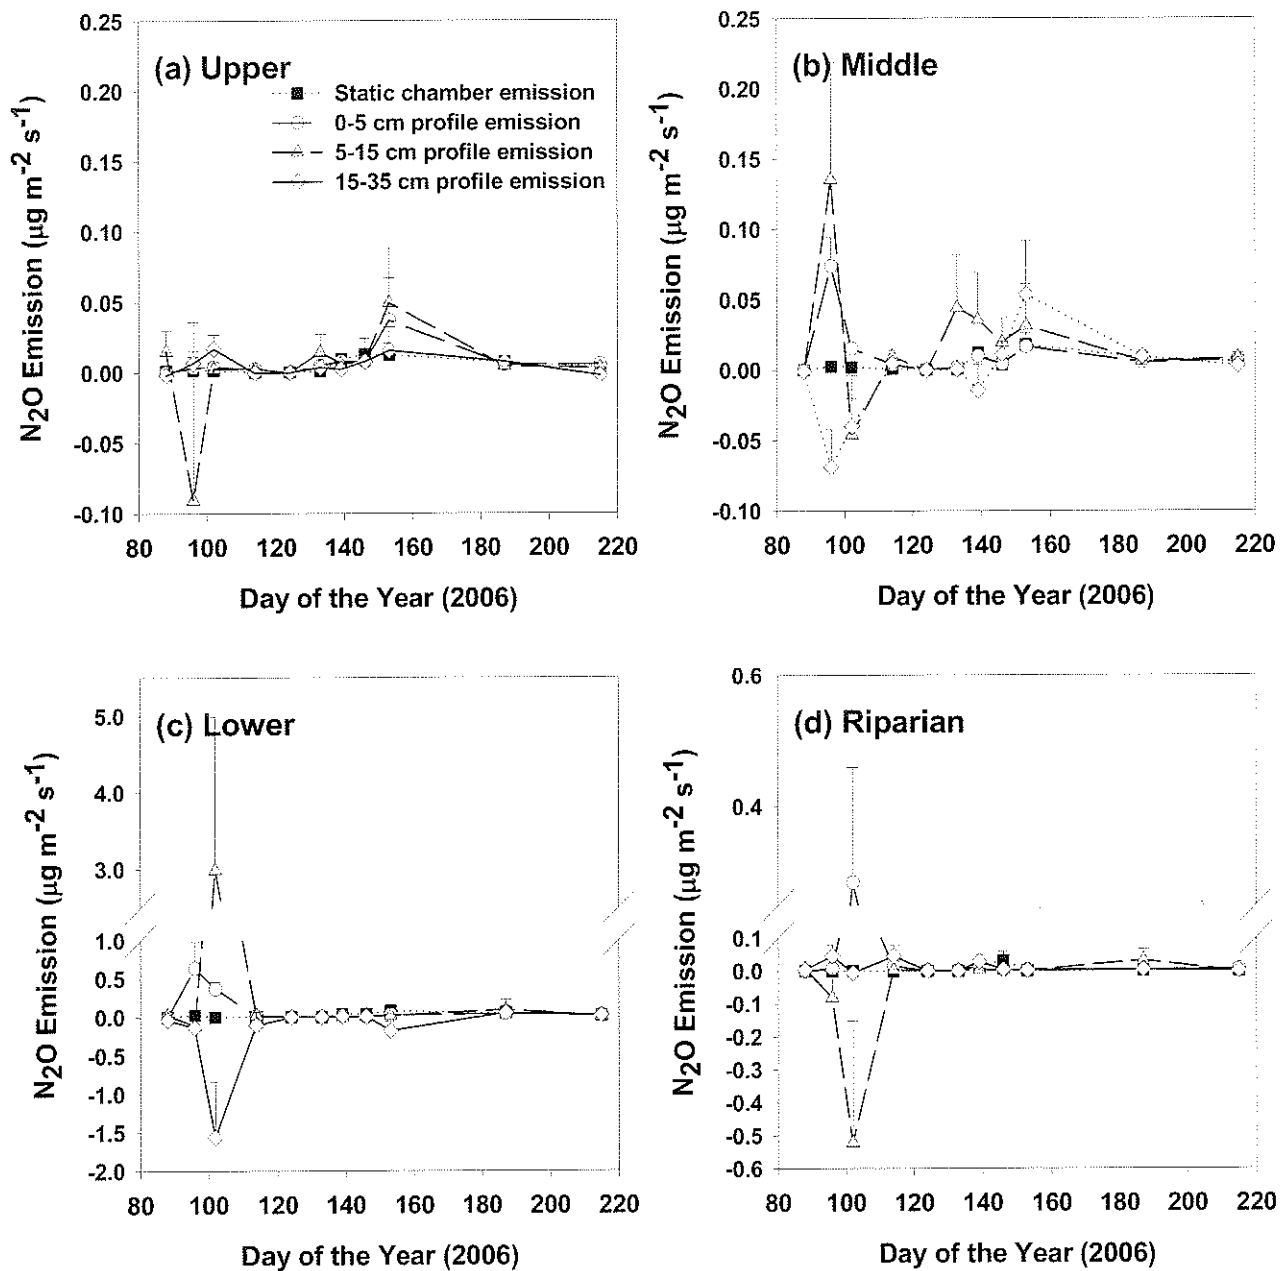 (a) Upper
Static chamber emission
0-5 cm profile emission
5-15 cm profile emission
15-35 cm profile emission
N2O Emission (μg m-2 s-1)
0.25
0.20
0.15
0.10
0.05
0.00
-0.05
-0.10
80 100 120 140 160 180 200 220
Day of the Year (2006)
(b) Middle
N2O Emission (μg m-2 s-1)
0.25
0.20
0.15
0.10
0.05
0.00
-0.05
-0.10
80 100 120 140 160 180 200 220
Day of the Year (2006)
(c) Lower
N2O Emission (μg m-2 s-1)
5.0
4.0
3.0
1.0
0.5
0.0
-0.5
-1.0
-1.5
-2.0
80 100 120 140 160 180 200 220
Day of the Year (2006)
(d) Riparian
N2O Emission (μg m-2 s-1)
0.6
0.4
0.1
0.0
-0.1
-0.2
-0.3
-0.4
-0.5
-0.6
80 100 120 140 160 180 200 220
Day of the Year (2006)